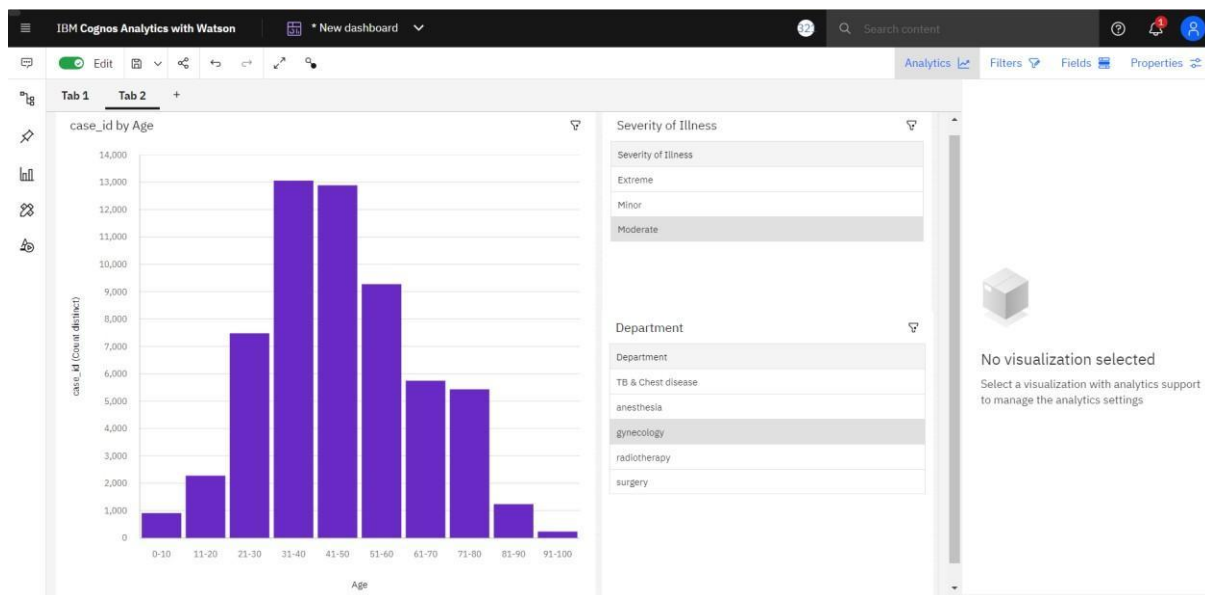 IBM Cognos Analytics with Watson
* New dashboard
32
Search content
1
Edit
Analytics
Filters
Fields
Properties
Tab 1
Tab 2
+
case_id by Age
14,000
13,000
12,000
11,000
10,000
9,000
8,000
7,000
6,000
5,000
4,000
3,000
2,000
1,000
0
case_id (Count distinct)
0-10
11-20
21-30
31-40
41-50
51-60
61-70
71-80
81-90
91-100
Age
Severity of Illness
Severity of Illness
Extreme
Minor
Moderate
Department
Department
TB & Chest disease
anesthesia
gynecology
radiotherapy
surgery
No visualization selected
Select a visualization with analytics support
to manage the analytics settings